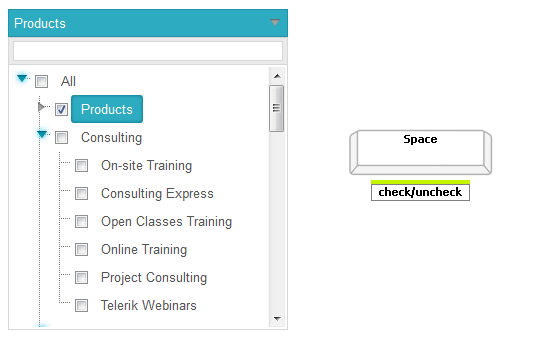 Products
All
Products
Consulting
On-site Training
Consulting Express
Open Classes Training
Online Training
Project Consulting
Telerik Webinars
Space
check/uncheck